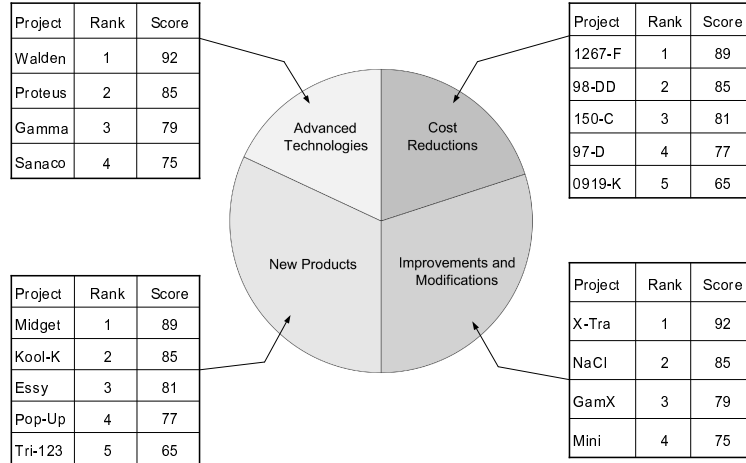 Project Rank Score
Walden 1 92
Proteus 2 85
Gamma 3 79
Sanaco 4 75
Project Rank Score
1267-F 1 89
98-DD 2 85
150-C 3 81
97-D 4 77
0919-K 5 65
Advanced
Technologies
Cost
Reductions
New Products
Improvements and
Modifications
Project Rank Score
Midget 1 89
Kool-K 2 85
Essy 3 81
Pop-Up 4 77
Tri-123 5 65
Project Rank Score
X-Tra 1 92
NaCl 2 85
GamX 3 79
Mini 4 75